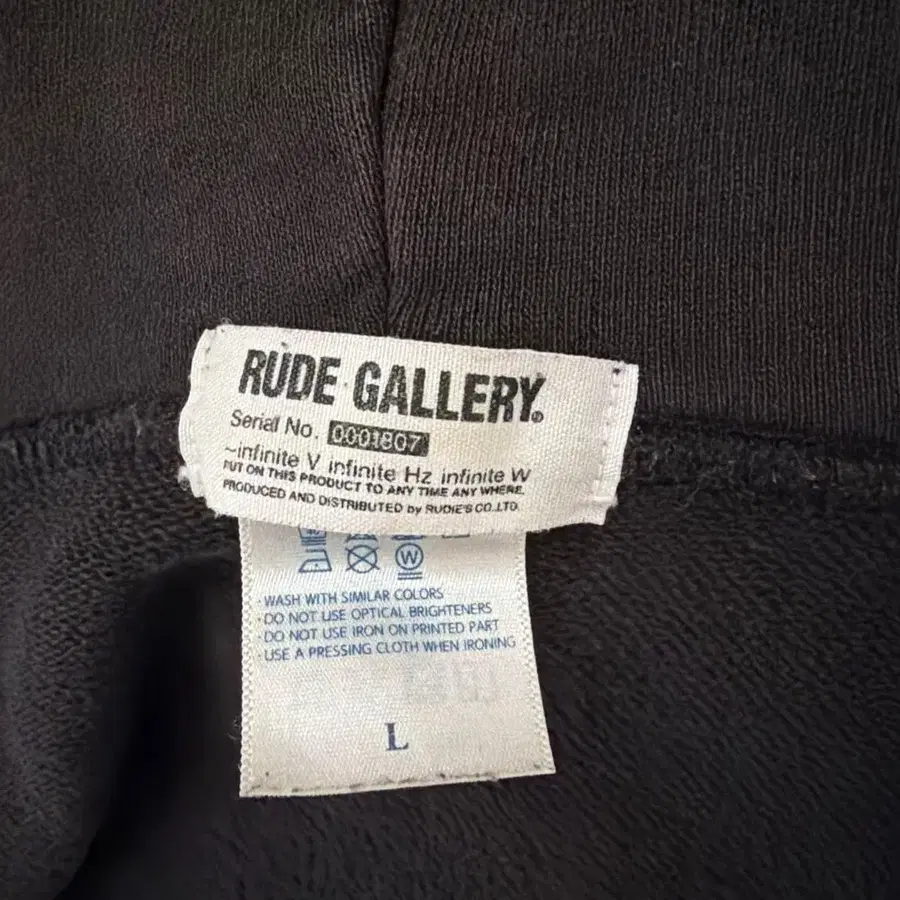 RUDE GALLERY®
Serial No. 0001807
~infinite V infinite Hz infinite W
PUT ON THIS PRODUCT TO ANY TIME ANY WHERE.
PRODUCED AND DISTRIBUTED by RUDIE'S CO.,LTD.
W
· WASH WITH SIMILAR COLORS
· DO NOT USE OPTICAL BRIGHTENERS
· DO NOT USE IRON ON PRINTED PART
· USE A PRESSING CLOTH WHEN IRONING
L